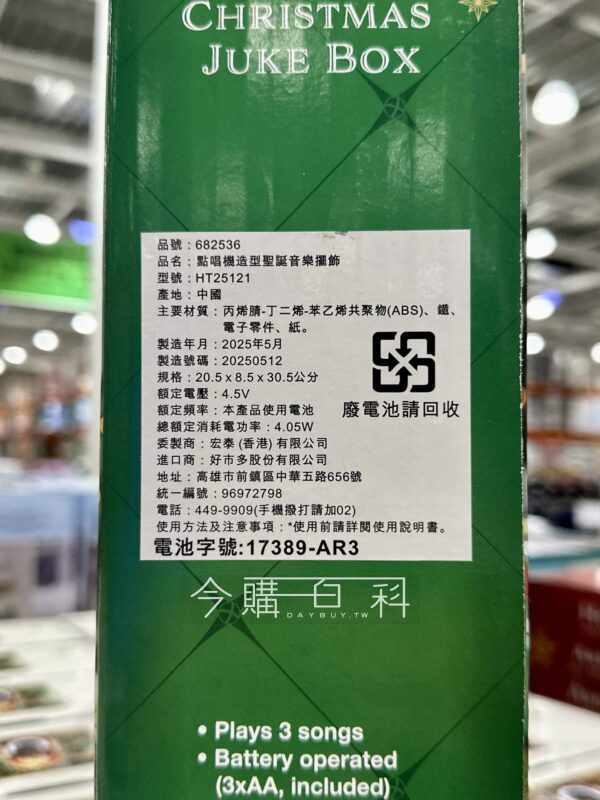 CHRISTMAS
JUKE BOX
品號：682536
品名：點唱機造型聖誕音樂擺飾
型號：HT25121
產地：中國
主要材質：丙烯腈-丁二烯-苯乙烯共聚物(ABS)、鐵、
電子零件、紙。
製造年月：2025年5月
製造號碼：20250512
規格：20.5 x 8.5 x 30.5公分
額定電壓：4.5V
額定頻率：本產品使用電池
總額定消耗電功率：4.05W
委製商：宏泰 (香港) 有限公司
進口商：好市多股份有限公司
地址：高雄市前鎮區中華五路656號
統一編號：96972798
電話：449-9909(手機撥打請加02)
使用方法及注意事項：*使用前請詳閱使用說明書。
電池字號:17389-AR3
廢電池請回收
今購百科
DAYBUY.TW
• Plays 3 songs
• Battery operated
(3xAA, included)